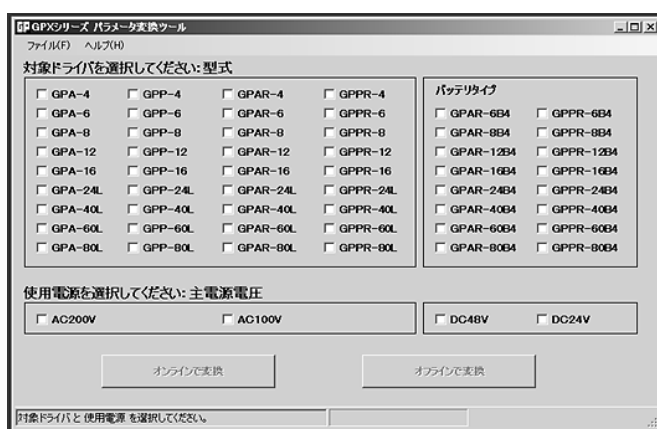 GPXシリーズ パラメータ変換ツール
ファイル(F) ヘルプ(H)
対象ドライバを選択してください:型式
GPA-4 GPP-4 GPAR-4 GPPR-4
GPA-6 GPP-6 GPAR-6 GPPR-6
GPA-8 GPP-8 GPAR-8 GPPR-8
GPA-12 GPP-12 GPAR-12 GPPR-12
GPA-16 GPP-16 GPAR-16 GPPR-16
GPA-24L GPP-24L GPAR-24L GPPR-24L
GPA-40L GPP-40L GPAR-40L GPPR-40L
GPA-60L GPP-60L GPAR-60L GPPR-60L
GPA-80L GPP-80L GPAR-80L GPPR-80L
バッテリタイプ
GPAR-6B4 GPPR-6B4
GPAR-8B4 GPPR-8B4
GPAR-12B4 GPPR-12B4
GPAR-16B4 GPPR-16B4
GPAR-24B4 GPPR-24B4
GPAR-40B4 GPPR-40B4
GPAR-60B4 GPPR-60B4
GPAR-80B4 GPPR-80B4
使用電源を選択してください:主電源電圧
AC200V AC100V DC48V DC24V
オンラインで変換 オフラインで変換
対象ドライバと 使用電源 を選択してください。